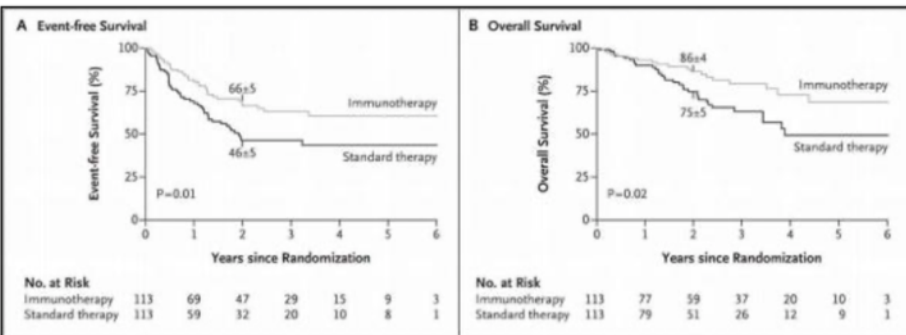 A Event-free Survival
Event-free Survival (%)
100
75
50
25
0
66±5
Immunotherapy
46±5
Standard therapy
P=0.01
0 1 2 3 4 5 6
Years since Randomization
No. at Risk
Immunotherapy 113 69 47 29 15 9 3
Standard therapy 113 59 32 20 10 8 1
B Overall Survival
Overall Survival (%)
100
75
50
25
0
86±4
Immunotherapy
75±5
Standard therapy
P=0.02
0 1 2 3 4 5 6
Years since Randomization
No. at Risk
Immunotherapy 113 77 59 37 20 10 3
Standard therapy 113 79 51 26 12 9 1